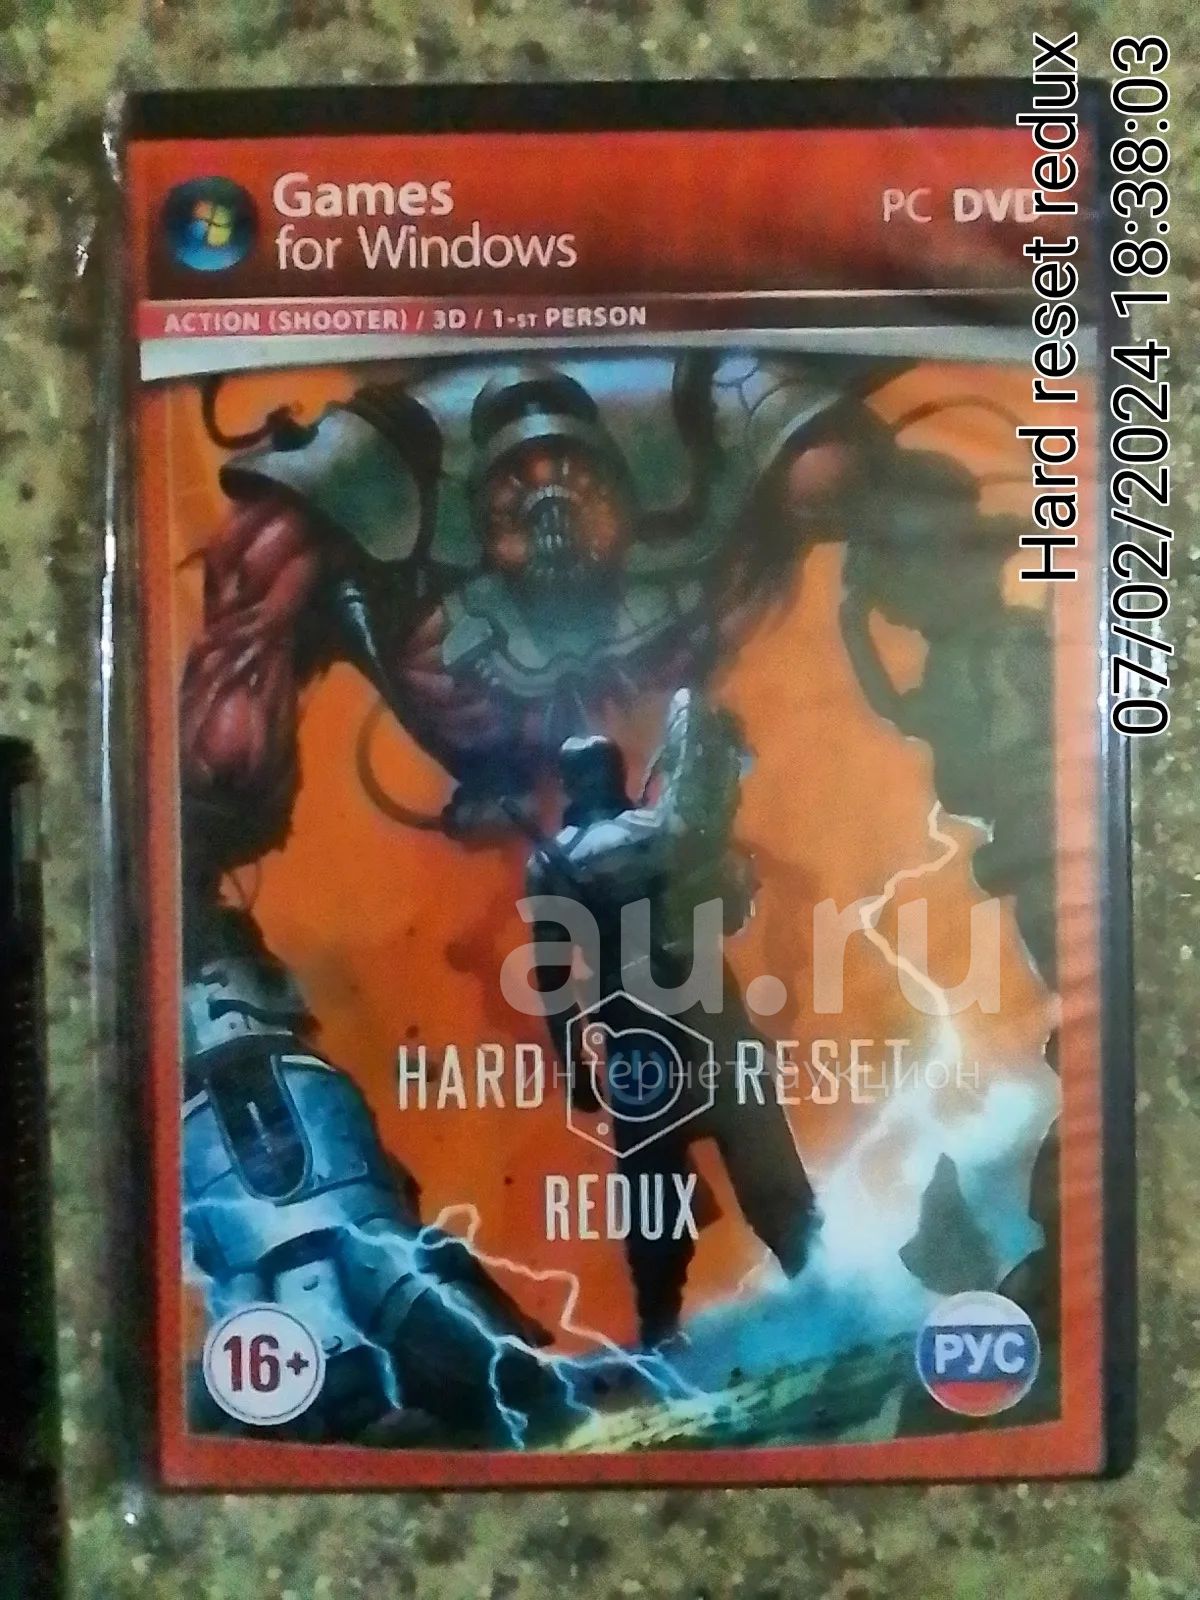 Games
for Windows
PC DVD
ACTION (SHOOTER) / 3D / 1-ST PERSON
au.ru
интернет-аукцион
HARD RESET
REDUX
16+
РУС
Hard reset redux
07/02/2024 18:38:03